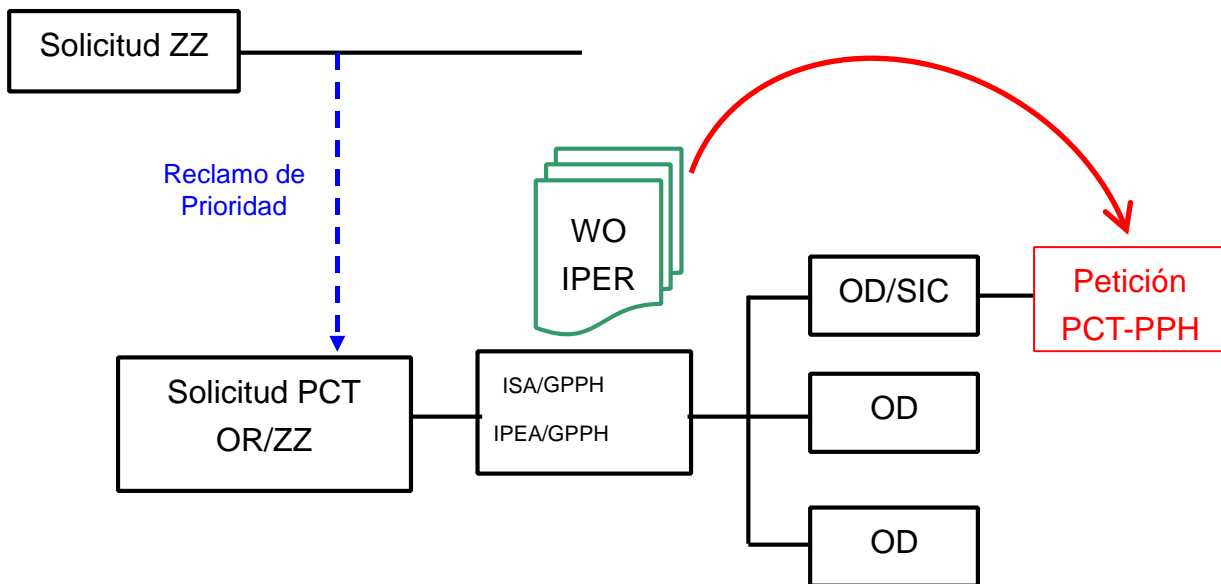 Solicitud ZZ
Reclamo de
Prioridad
WO
IPER
OD/SIC
Petición
PCT-PPH
Solicitud PCT
OR/ZZ
ISA/GPPH
IPEA/GPPH
OD
OD